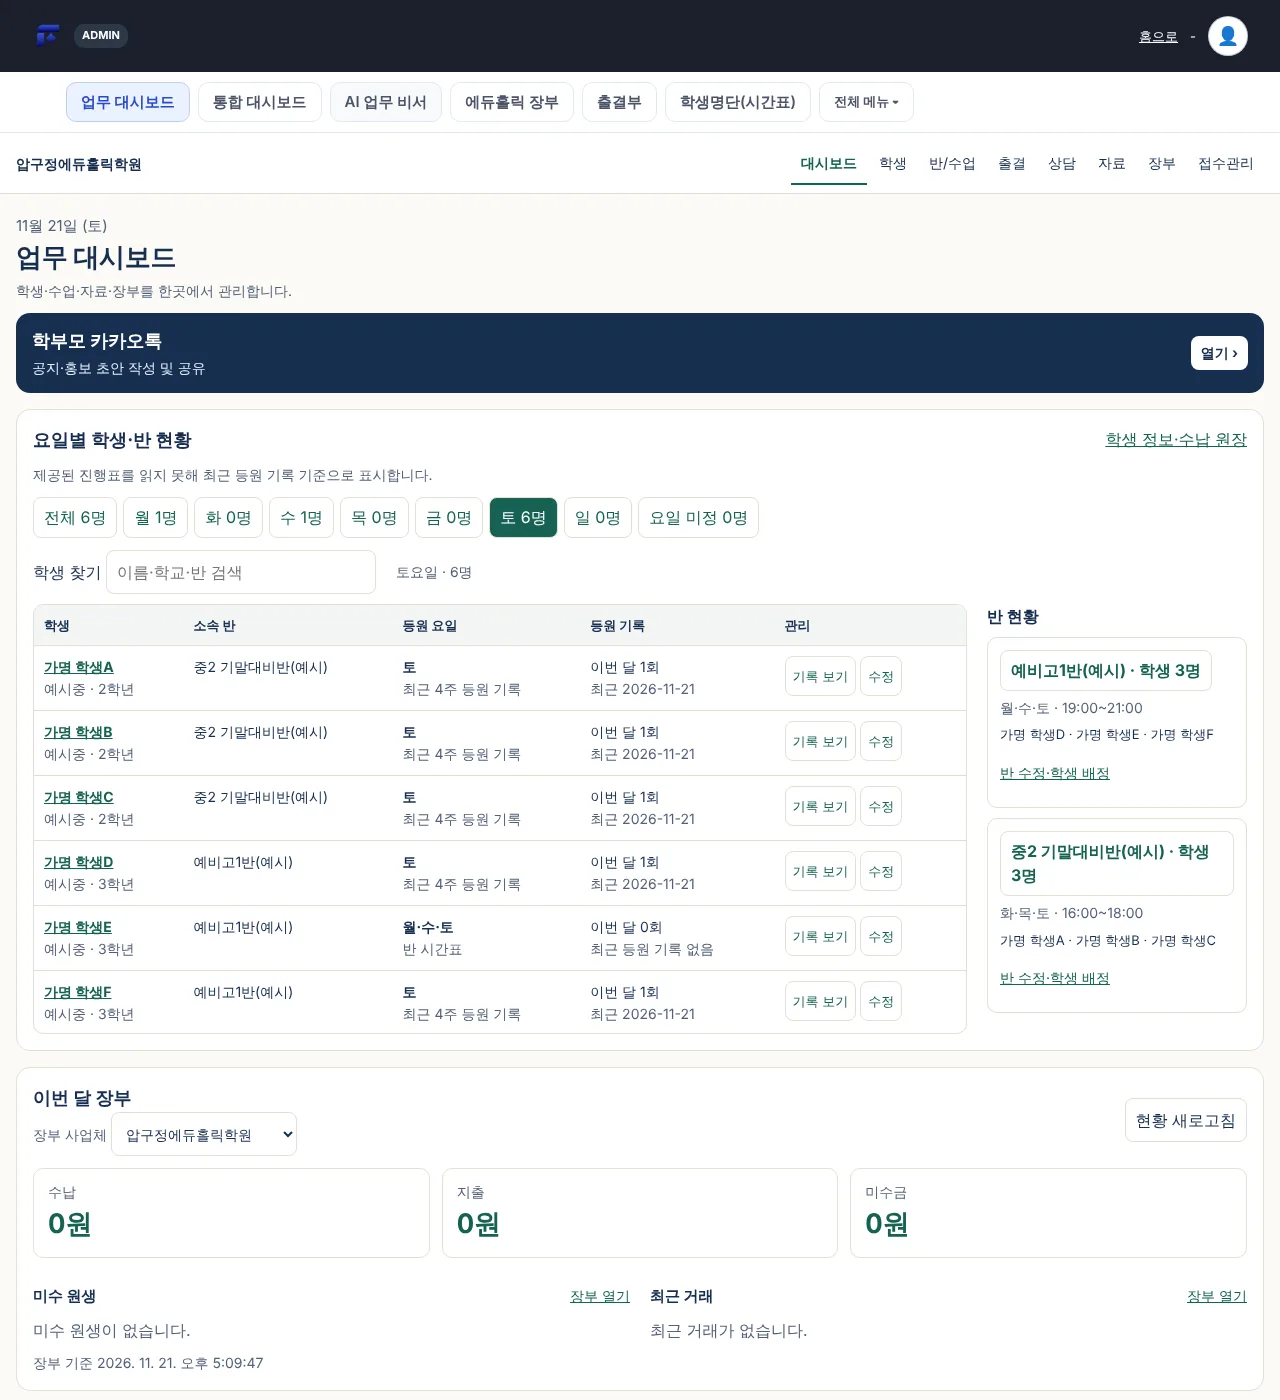 ADMIN
홈으로 -
업무 대시보드 통합 대시보드 AI 업무 비서 에듀홀릭 장부 출결부 학생명단(시간표) 전체 메뉴
압구정에듀홀릭학원
대시보드 학생 반/수업 출결 상담 자료 장부 접수관리
11월 21일 (토)
업무 대시보드
학생·수업·자료·장부를 한곳에서 관리합니다.
학부모 카카오톡
공지·홍보 초안 작성 및 공유
열기 ›
요일별 학생·반 현황
학생 정보·수납 원장
제공된 진행표를 읽지 못해 최근 등원 기록 기준으로 표시합니다.
전체 6명 월 1명 화 0명 수 1명 목 0명 금 0명 토 6명 일 0명 요일 미정 0명
학생 찾기 이름·학교·반 검색 토요일 · 6명
학생 소속 반 등원 요일 등원 기록 관리
가명 학생A 중2 기말대비반(예시) 토 이번 달 1회 기록 보기 수정
예시중 · 2학년 최근 4주 등원 기록 최근 2026-11-21
가명 학생B 중2 기말대비반(예시) 토 이번 달 1회 기록 보기 수정
예시중 · 2학년 최근 4주 등원 기록 최근 2026-11-21
가명 학생C 중2 기말대비반(예시) 토 이번 달 1회 기록 보기 수정
예시중 · 2학년 최근 4주 등원 기록 최근 2026-11-21
가명 학생D 예비고1반(예시) 토 이번 달 1회 기록 보기 수정
예시중 · 3학년 최근 4주 등원 기록 최근 2026-11-21
가명 학생E 예비고1반(예시) 월·수·토 이번 달 0회 기록 보기 수정
예시중 · 3학년 반 시간표 최근 등원 기록 없음
가명 학생F 예비고1반(예시) 토 이번 달 1회 기록 보기 수정
예시중 · 3학년 최근 4주 등원 기록 최근 2026-11-21
반 현황
예비고1반(예시) · 학생 3명
월·수·토 · 19:00~21:00
가명 학생D · 가명 학생E · 가명 학생F
반 수정·학생 배정
중2 기말대비반(예시) · 학생
3명
화·목·토 · 16:00~18:00
가명 학생A · 가명 학생B · 가명 학생C
반 수정·학생 배정
이번 달 장부
장부 사업체 압구정에듀홀릭학원
현황 새로고침
수납 지출 미수금
0원 0원 0원
미수 원생 장부 열기
미수 원생이 없습니다.
장부 기준 2026. 11. 21. 오후 5:09:47
최근 거래 장부 열기
최근 거래가 없습니다.